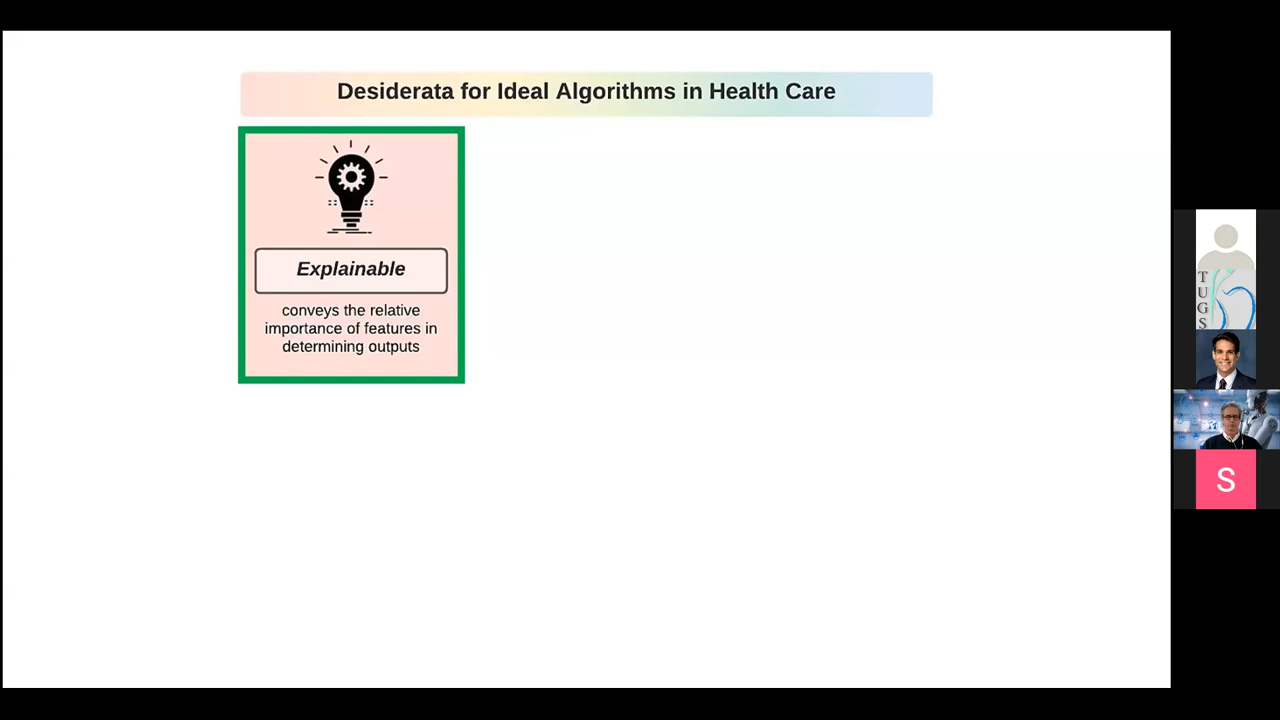 Desiderata for Ideal Algorithms in Health Care
Explainable
conveys the relative
importance of features in
determining outputs
T
U
G
S
S